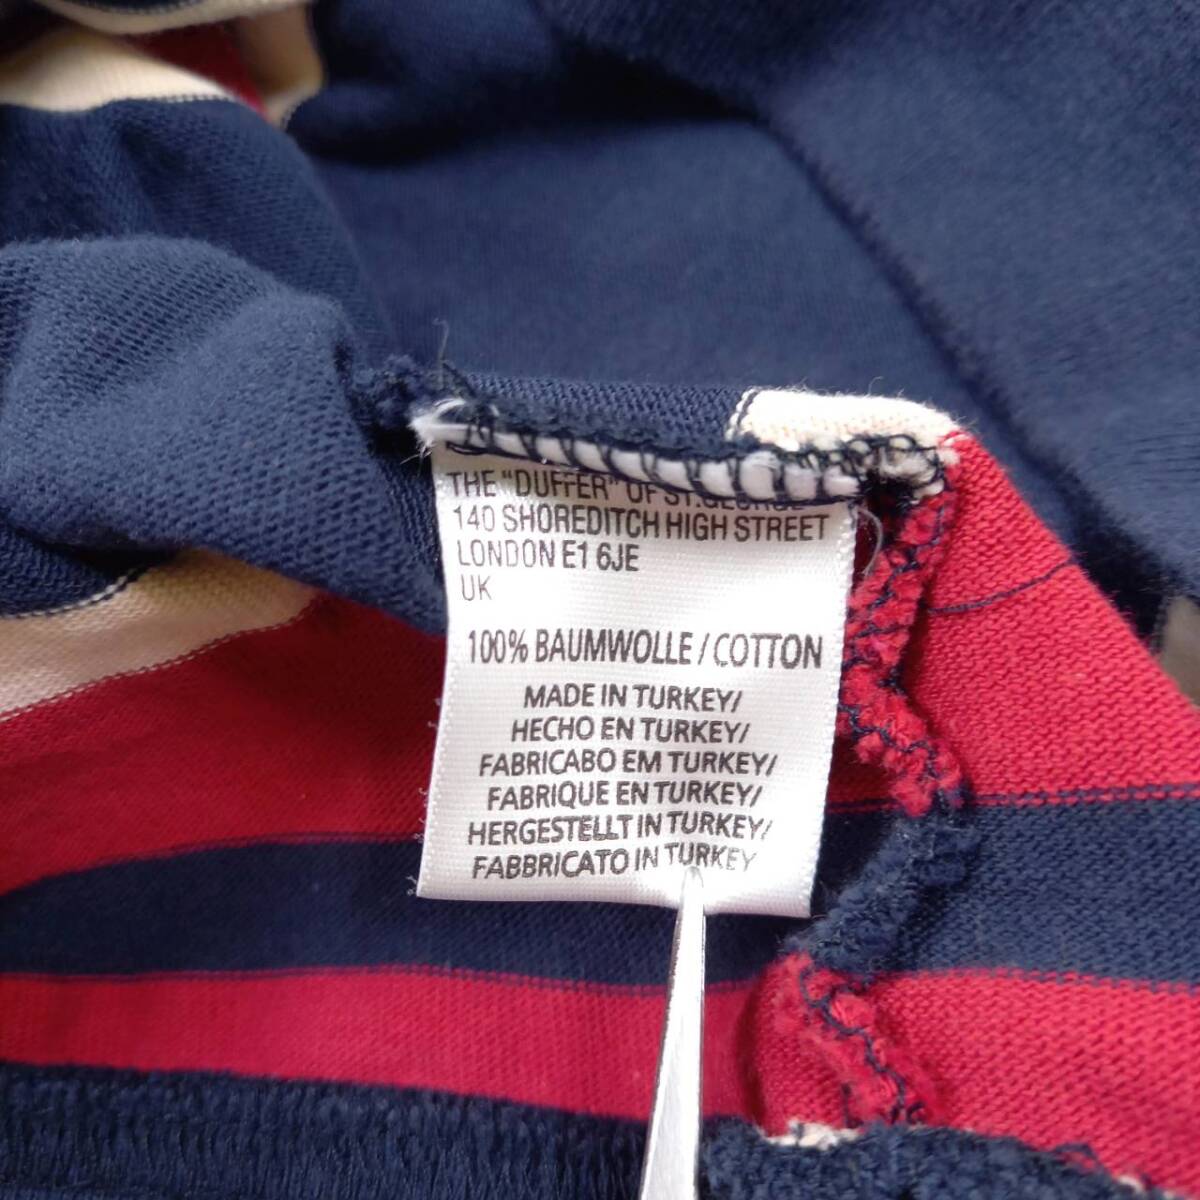 THE "DUFFER" OF ST.GEORGE
140 SHOREDITCH HIGH STREET
LONDON E1 6JE
UK
100% BAUMWOLLE / COTTON
MADE IN TURKEY/
HECHO EN TURKEY/
FABRICABO EM TURKEY/
FABRIQUE EN TURKEY/
HERGESTELLT IN TURKEY/
FABBRICATO IN TURKEY